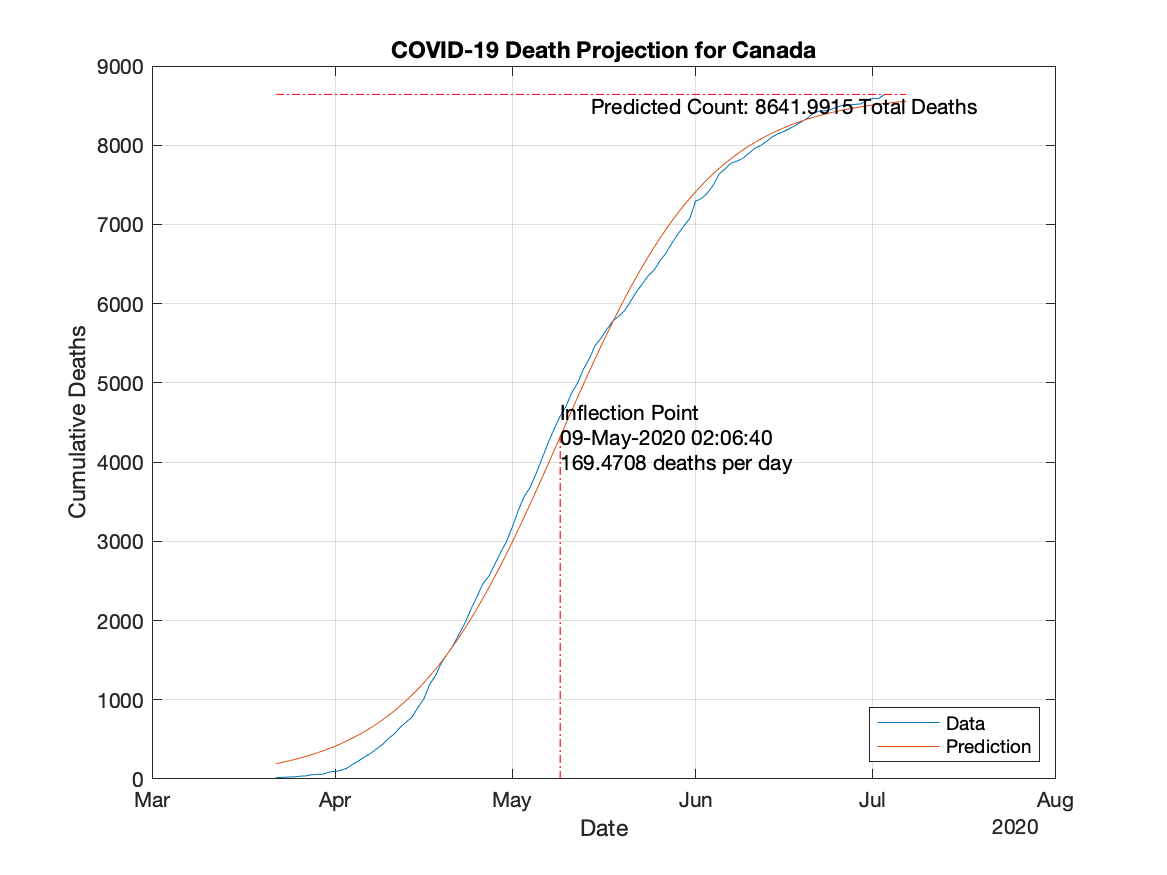 COVID-19 Death Projection for Canada
9000
8000
7000
6000
5000
4000
3000
2000
1000
0
Cumulative Deaths
Predicted Count: 8641.9915 Total Deaths
Inflection Point
09-May-2020 02:06:40
169.4708 deaths per day
Data
Prediction
Mar Apr May Jun Jul Aug
Date
2020